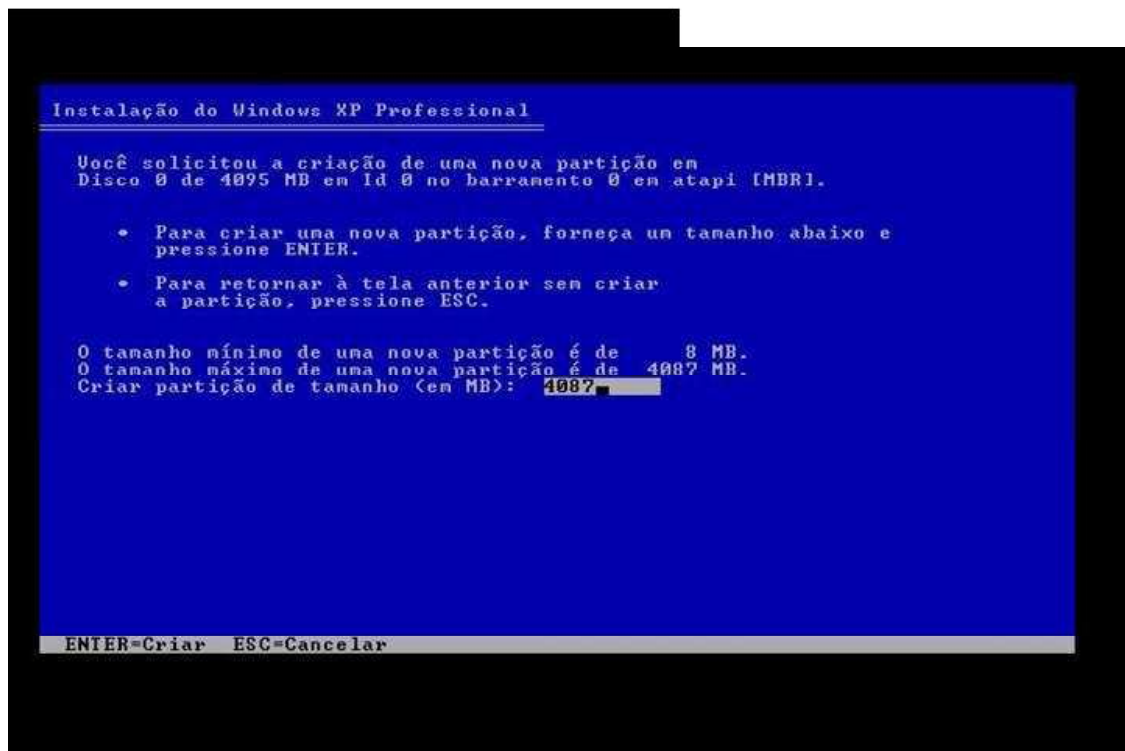 Instalação do Windows XP Professional
Você solicitou a criação de uma nova partição em
Disco 0 de 4095 MB em Id 0 no barramento 0 em atapi [MBR].
• Para criar uma nova partição, forneça um tamanho abaixo e
pressione ENTER.
• Para retornar à tela anterior sem criar
a partição, pressione ESC.
O tamanho mínimo de uma nova partição é de 8 MB.
O tamanho máximo de uma nova partição é de 4087 MB.
Criar partição de tamanho (em MB): 4087
ENTER=Criar ESC=Cancelar